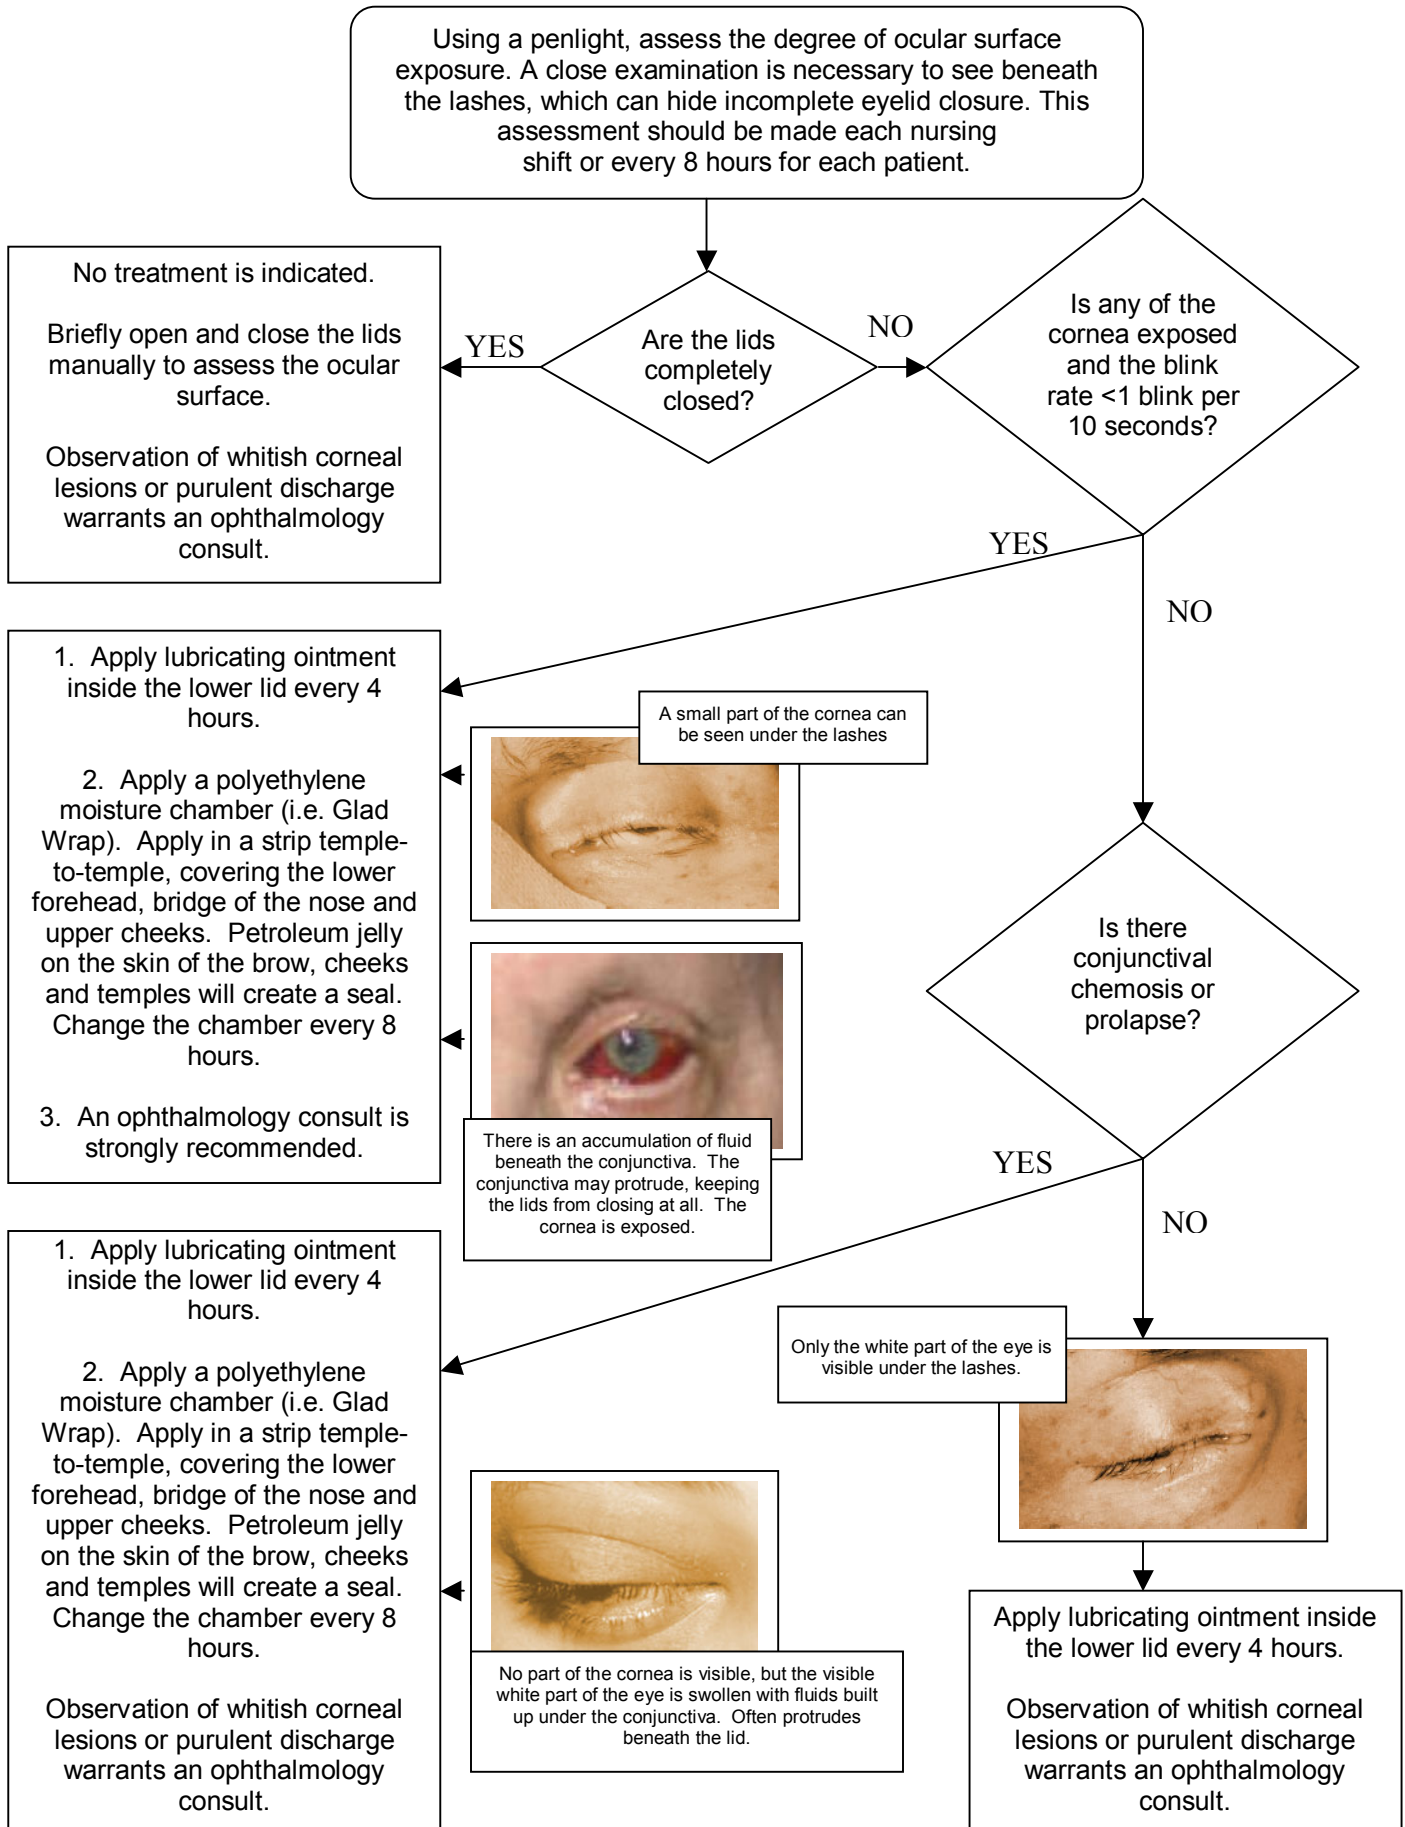 Using a penlight, assess the degree of ocular surface
exposure. A close examination is necessary to see beneath
the lashes, which can hide incomplete eyelid closure. This
assessment should be made each nursing
shift or every 8 hours for each patient.
No treatment is indicated.
Briefly open and close the lids
manually to assess the ocular
surface.
Observation of whitish corneal
lesions or purulent discharge
warrants an ophthalmology
consult.
YES
Are the lids
completely
closed?
NO
Is any of the
cornea exposed
and the blink
rate <1 blink per
10 seconds?
YES
NO
1. Apply lubricating ointment
inside the lower lid every 4
hours.
2. Apply a polyethylene
moisture chamber (i.e. Glad
Wrap). Apply in a strip temple-
to-temple, covering the lower
forehead, bridge of the nose and
upper cheeks. Petroleum jelly
on the skin of the brow, cheeks
and temples will create a seal.
Change the chamber every 8
hours.
3. An ophthalmology consult is
strongly recommended.
A small part of the cornea can
be seen under the lashes
There is an accumulation of fluid
beneath the conjunctiva. The
conjunctiva may protrude, keeping
the lids from closing at all. The
cornea is exposed.
Is there
conjunctival
chemosis or
prolapse?
YES
NO
1. Apply lubricating ointment
inside the lower lid every 4
hours.
2. Apply a polyethylene
moisture chamber (i.e. Glad
Wrap). Apply in a strip temple-
to-temple, covering the lower
forehead, bridge of the nose and
upper cheeks. Petroleum jelly
on the skin of the brow, cheeks
and temples will create a seal.
Change the chamber every 8
hours.
Observation of whitish corneal
lesions or purulent discharge
warrants an ophthalmology
consult.
No part of the cornea is visible, but the visible
white part of the eye is swollen with fluids built
up under the conjunctiva. Often protrudes
beneath the lid.
Only the white part of the eye is
visible under the lashes.
Apply lubricating ointment inside
the lower lid every 4 hours.
Observation of whitish corneal
lesions or purulent discharge
warrants an ophthalmology
consult.